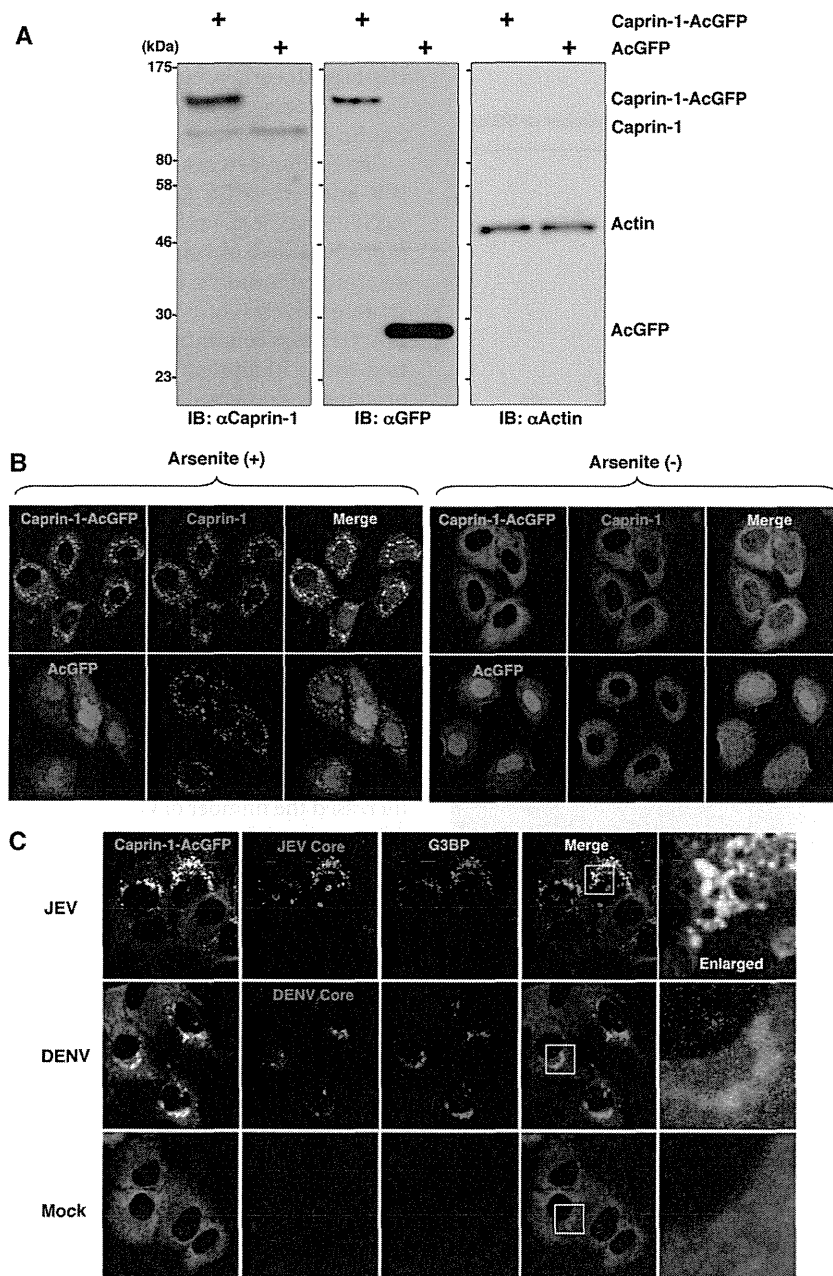 A
+ + + Caprin-1-AcGFP
(kDa) + + + AcGFP
175-
Caprin-1-AcGFP
Caprin-1
80-
58-
Actin
46-
30-
AcGFP
23-
IB: αCaprin-1 IB: αGFP IB: αActin
B
Arsenite (+) Arsenite (-)
Caprin-1-AcGFP Caprin-1 Merge Caprin-1-AcGFP Caprin-1 Merge
AcGFP AcGFP
C
Caprin-1-AcGFP JEV Core G3BP Merge
JEV
Enlarged
DENV Core
DENV
Mock